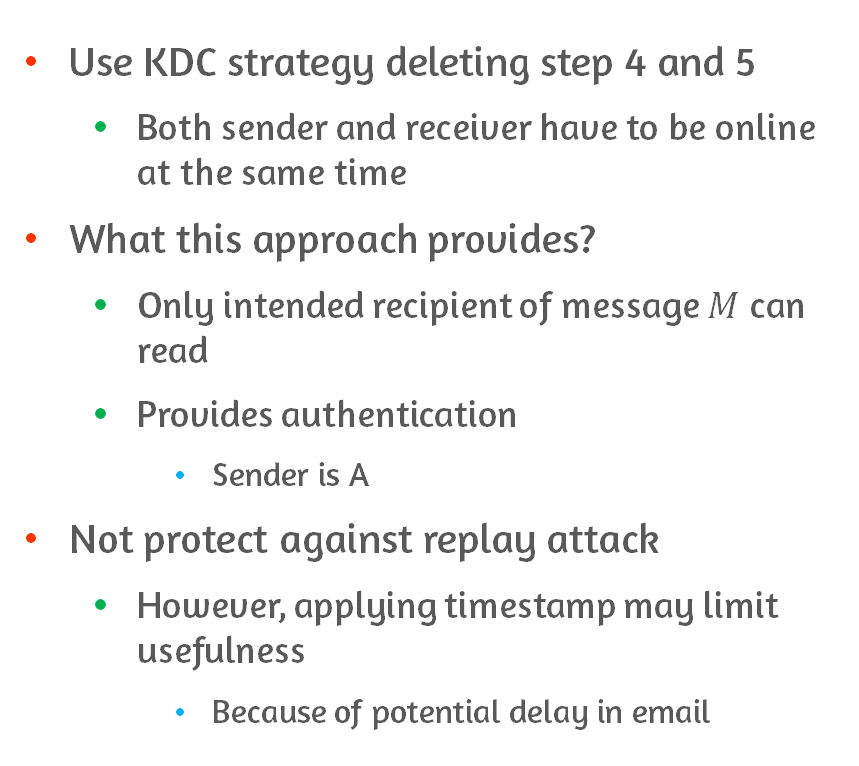 • Use KDC strategy deleting step 4 and 5
• Both sender and receiver have to be online
at the same time
• What this approach provides?
• Only intended recipient of message M can
read
• Provides authentication
• Sender is A
• Not protect against replay attack
• However, applying timestamp may limit
usefulness
• Because of potential delay in email